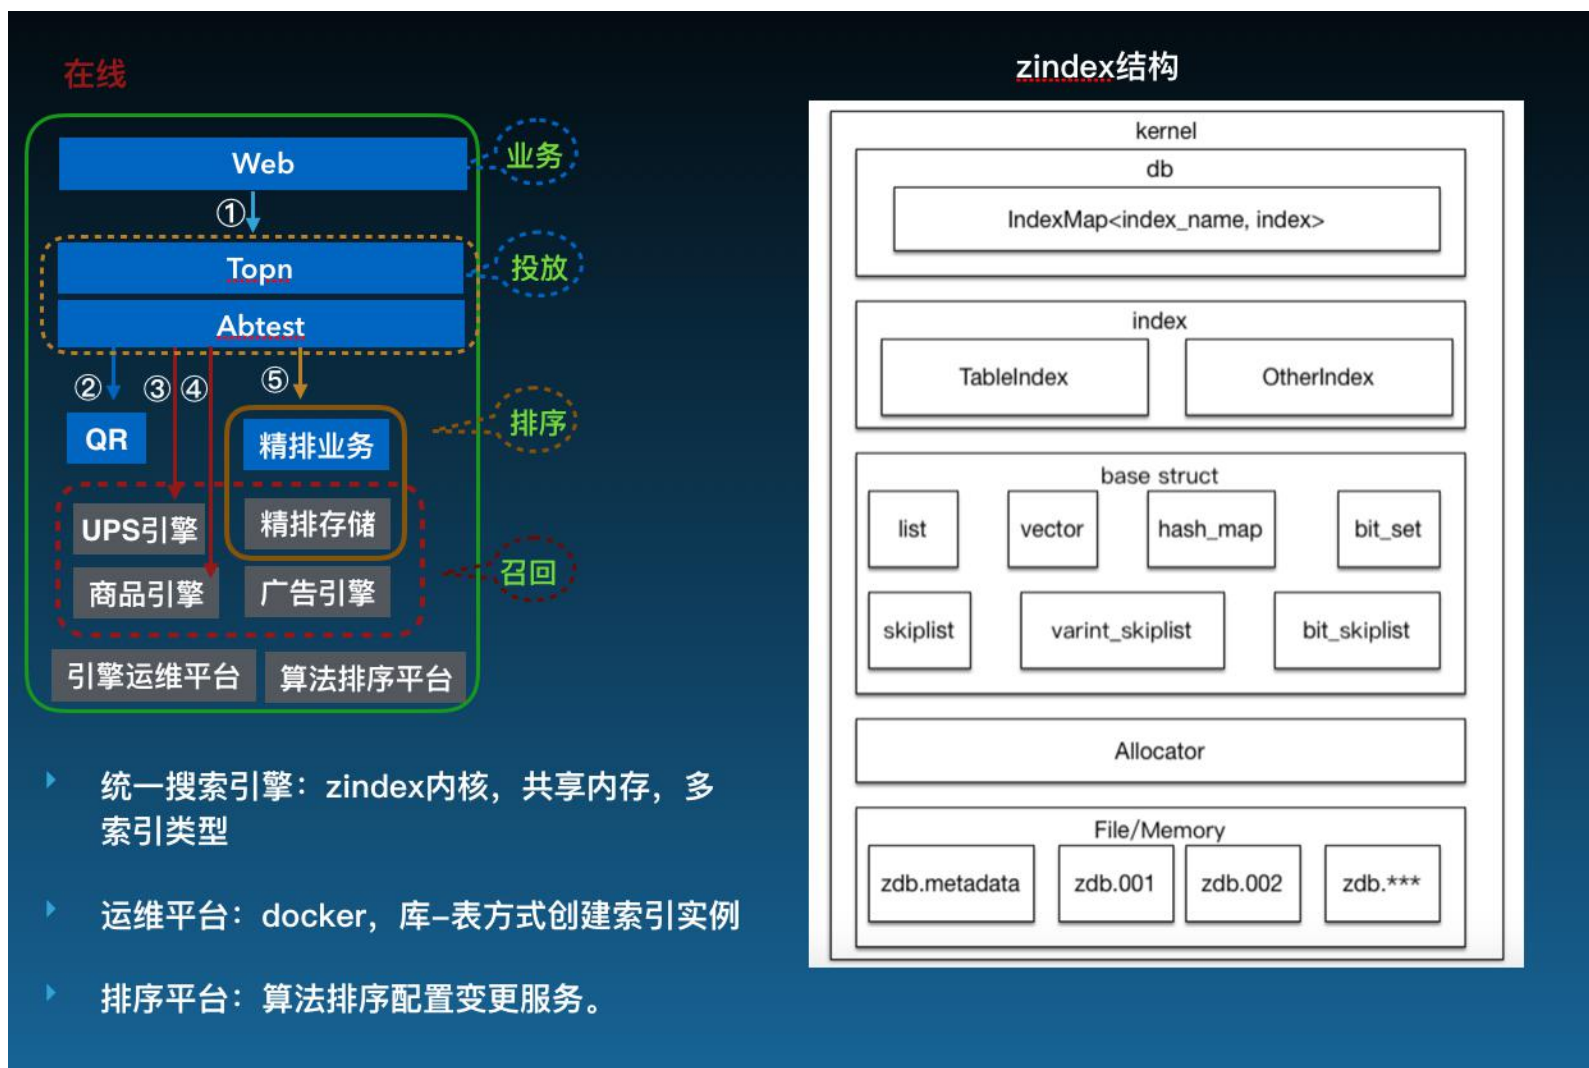 在线
Web
业务
①
Topn
投放
Abtest
② ③ ④ ⑤
QR
精排业务
排序
UPS引擎
精排存储
商品引擎
广告引擎
召回
引擎运维平台
算法排序平台
统一搜索引擎：zindex内核，共享内存，多
索引类型
运维平台：docker，库-表方式创建索引实例
排序平台：算法排序配置变更服务。
zindex结构
kernel
db
IndexMap<index_name, index>
index
TableIndex OtherIndex
base struct
list vector hash_map bit_set
skiplist varint_skiplist bit_skiplist
Allocator
File/Memory
zdb.metadata zdb.001 zdb.002 zdb.***